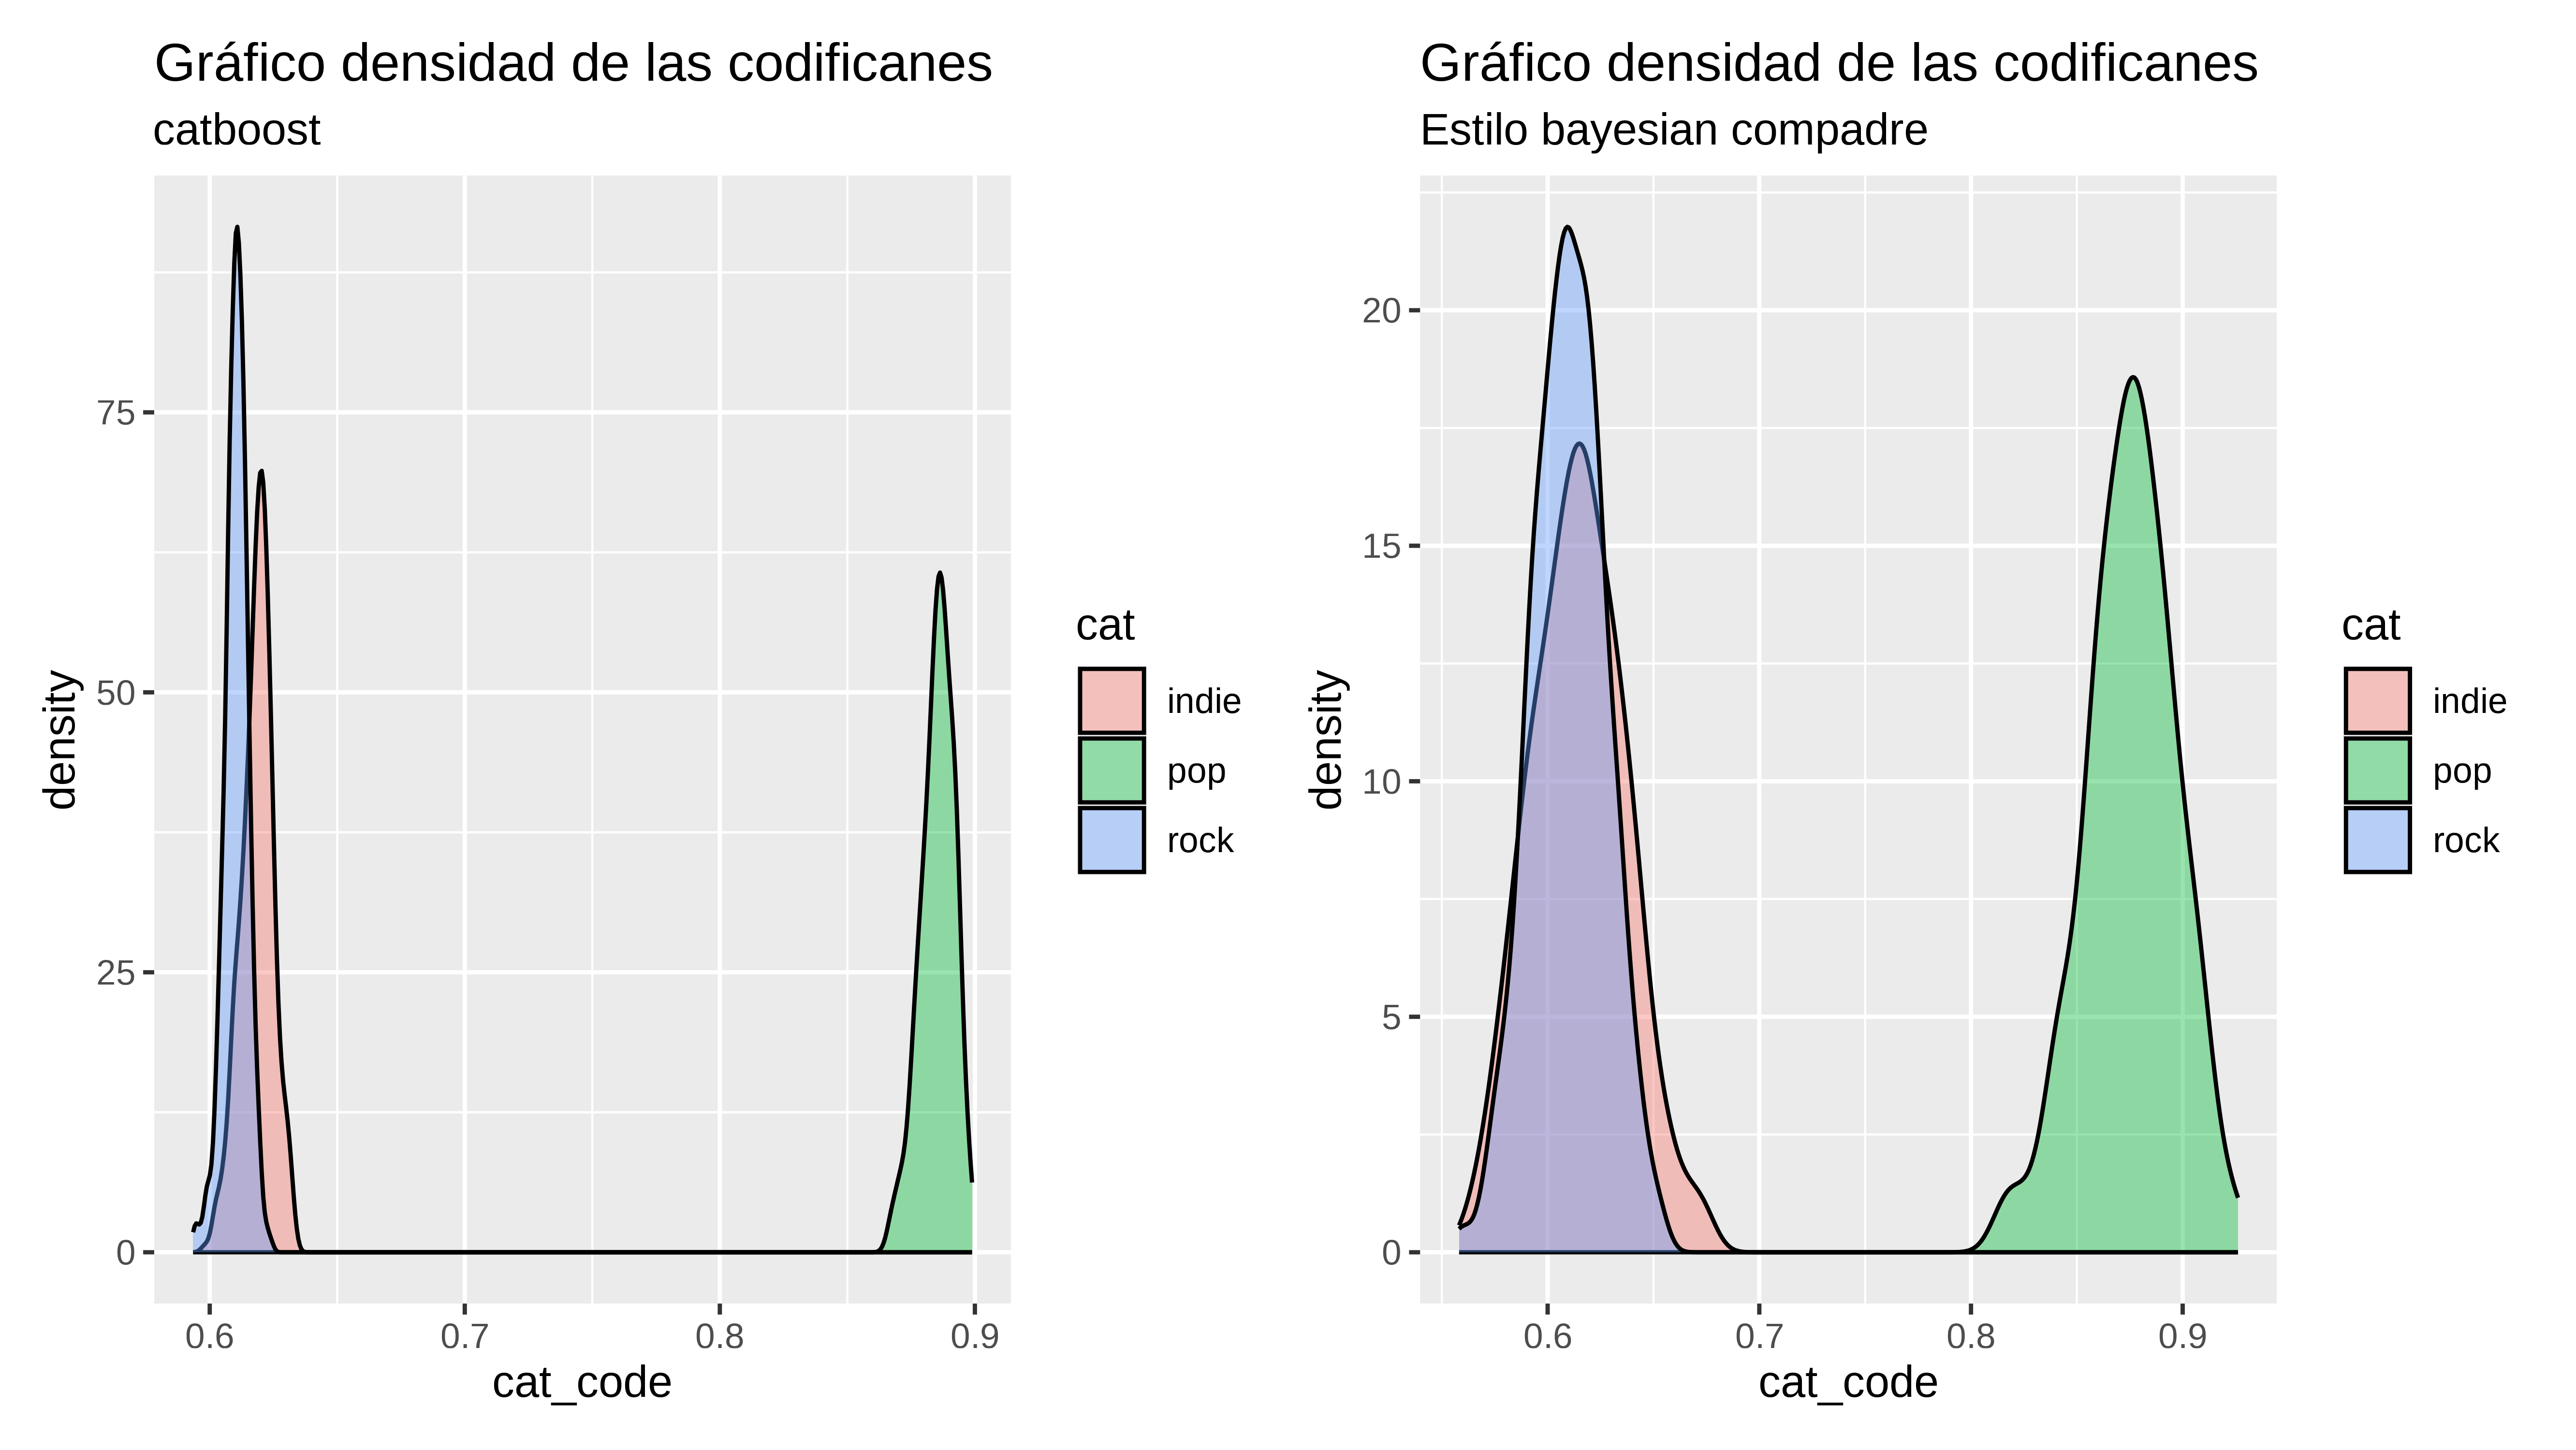 Gráfico densidad de las codificanes
catboost
75
50
25
0
density
0.6
0.7
0.8
0.9
cat_code
cat
indie
pop
rock
Gráfico densidad de las codificanes
Estilo bayesian compadre
20
15
10
5
0
density
0.6
0.7
0.8
0.9
cat_code
cat
indie
pop
rock